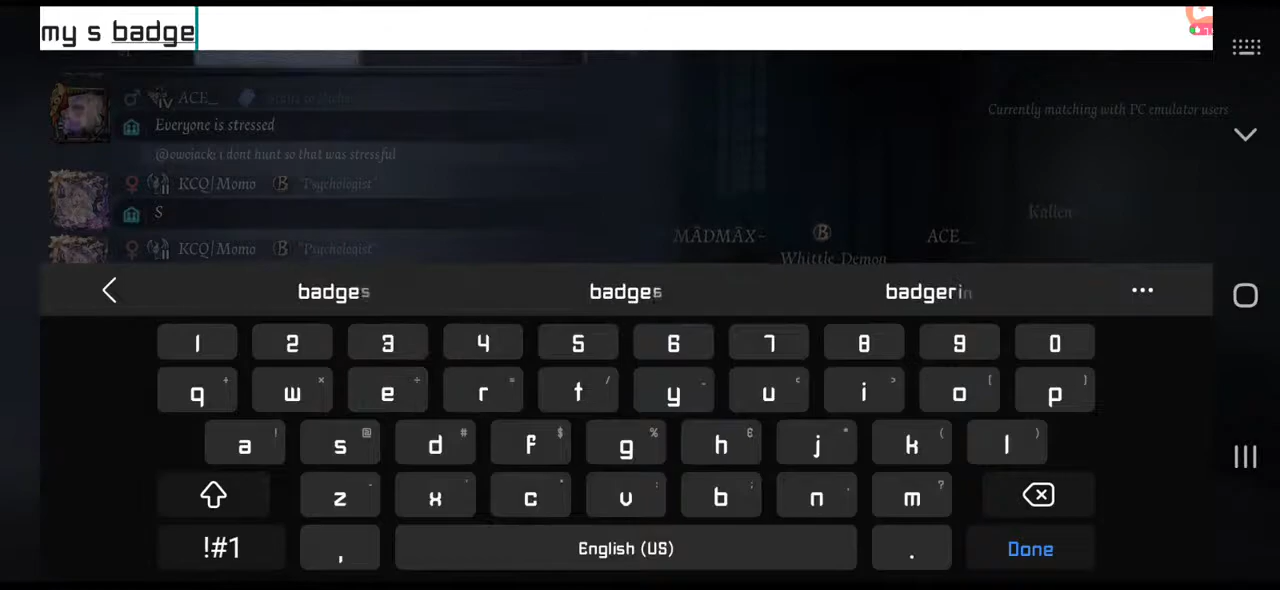 my s badge
ACE_
Currently matching with PC emulator users
Everyone is stressed
@owojack: i dont hunt so that was stressful
KCQ|Momo B "Psychologist"
S
Kallen
KCQ|Momo B "Psychologist"
MÂDMÂX- B ACE_
Whittle Demon
badges badges badgerin ...
1 2 3 4 5 6 7 8 9 0
q w e r t y u i o p
a s d f g h j k l
z x c v b n m
!#1 , English (US) . Done